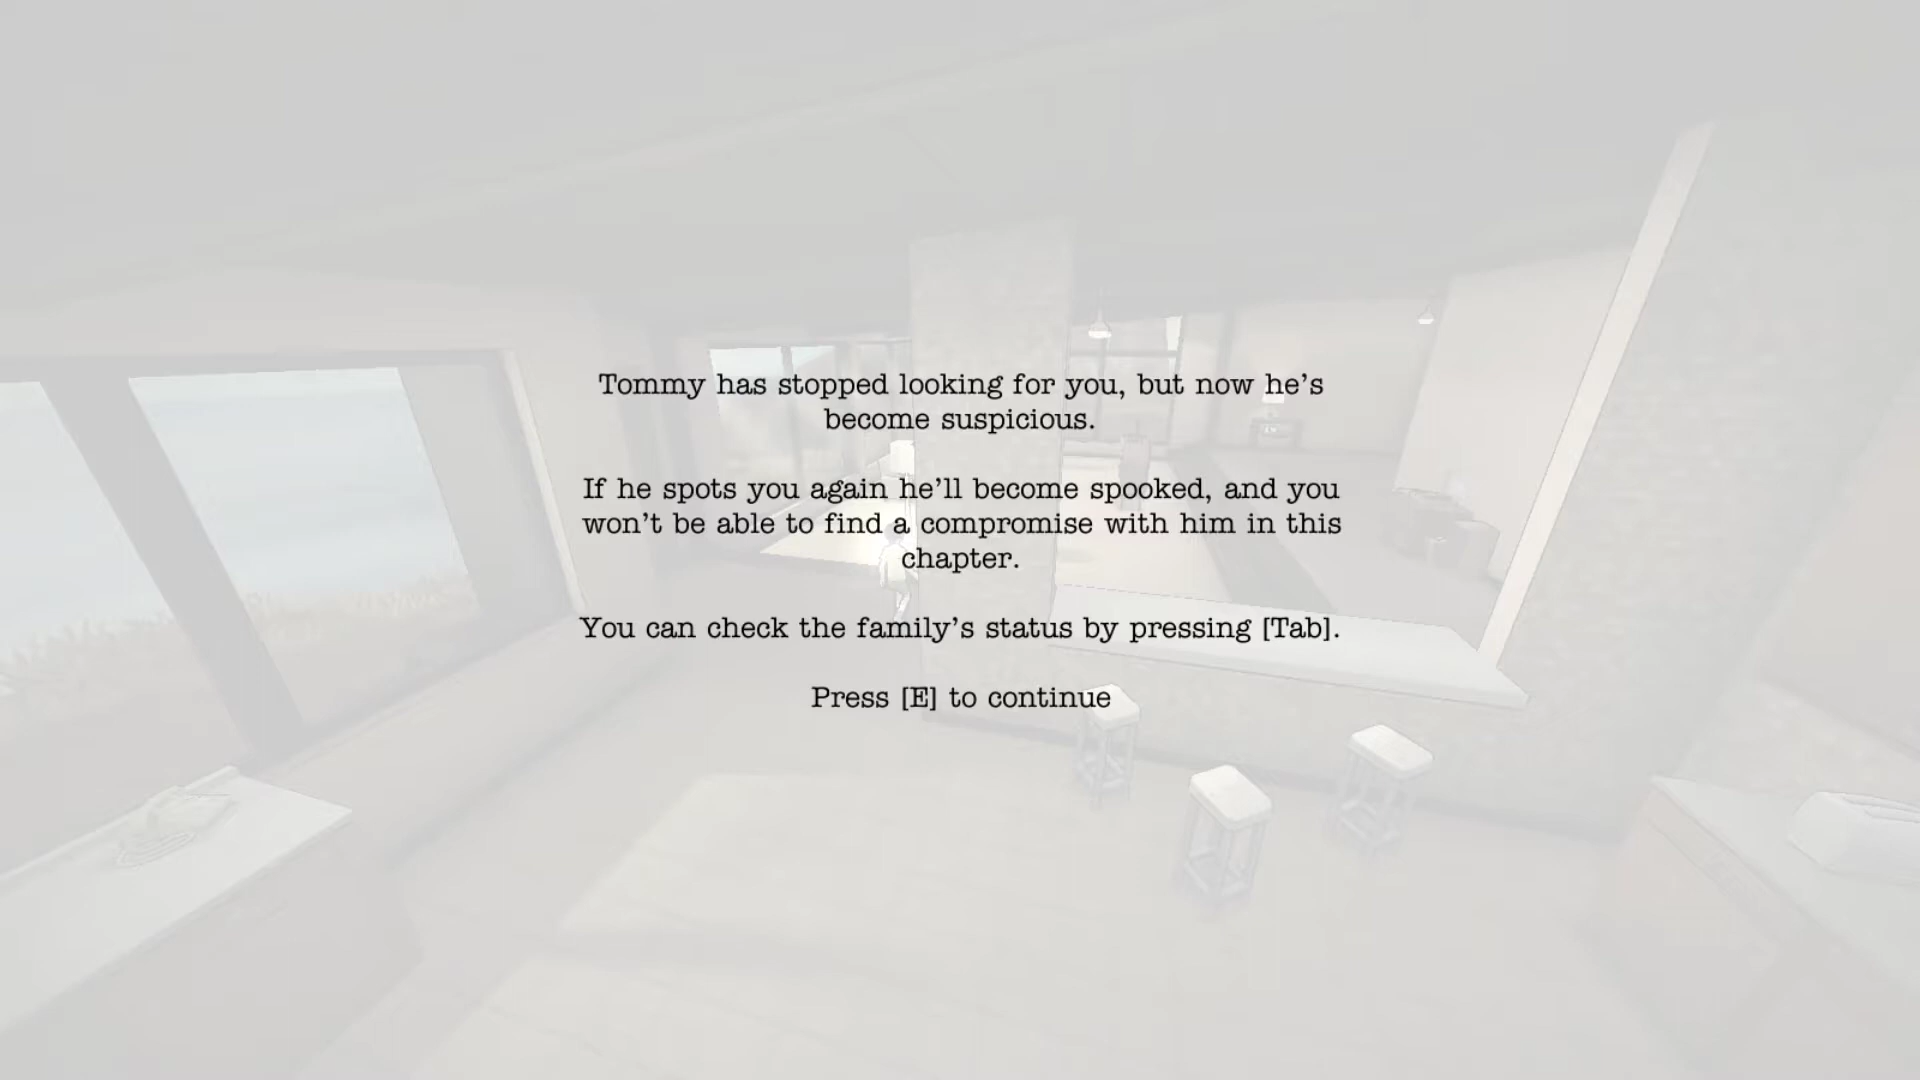 Tommy has stopped looking for you, but now he's
become suspicious.
If he spots you again he'll become spooked, and you
won't be able to find a compromise with him in this
chapter.
You can check the family's status by pressing [Tab].
Press [E] to continue